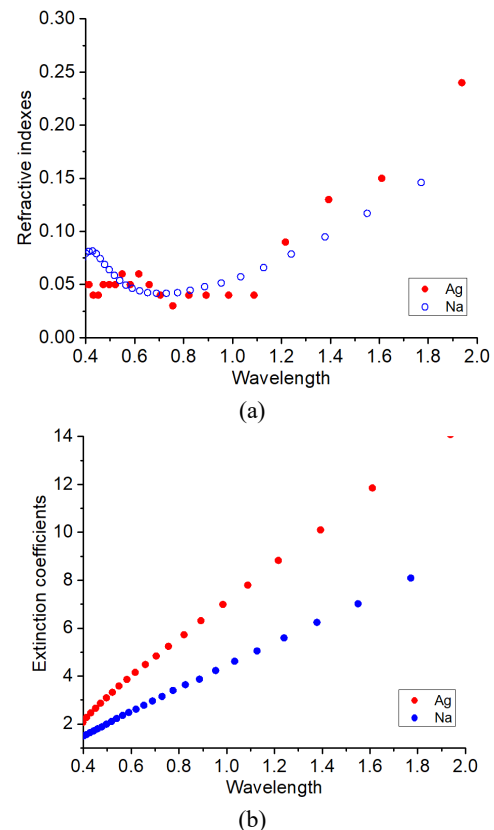 0.30
0.25
0.20
0.15
0.10
0.05
0.00
Refractive indexes
Ag
Na
0.4 0.6 0.8 1.0 1.2 1.4 1.6 1.8 2.0
Wavelength
(a)
14
12
10
8
6
4
2
Extinction coefficients
Ag
Na
0.4 0.6 0.8 1.0 1.2 1.4 1.6 1.8 2.0
Wavelength
(b)